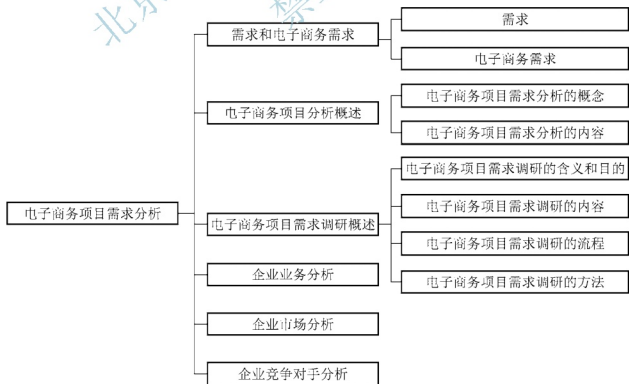 需求
需求和电子商务需求
电子商务需求
电子商务项目需求分析的概念
电子商务项目分析概述
电子商务项目需求分析的内容
电子商务项目需求调研的含义和目的
电子商务项目需求调研的内容
电子商务项目需求分析
电子商务项目需求调研概述
电子商务项目需求调研的流程
企业业务分析
电子商务项目需求调研的方法
企业市场分析
企业竞争对手分析